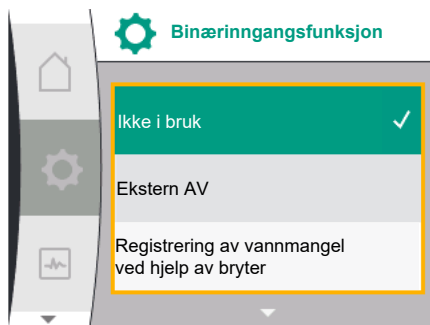 Binærinngangsfunksjon
Ikke i bruk
Ekstern AV
Registrering av vannmangel
ved hjelp av bryter